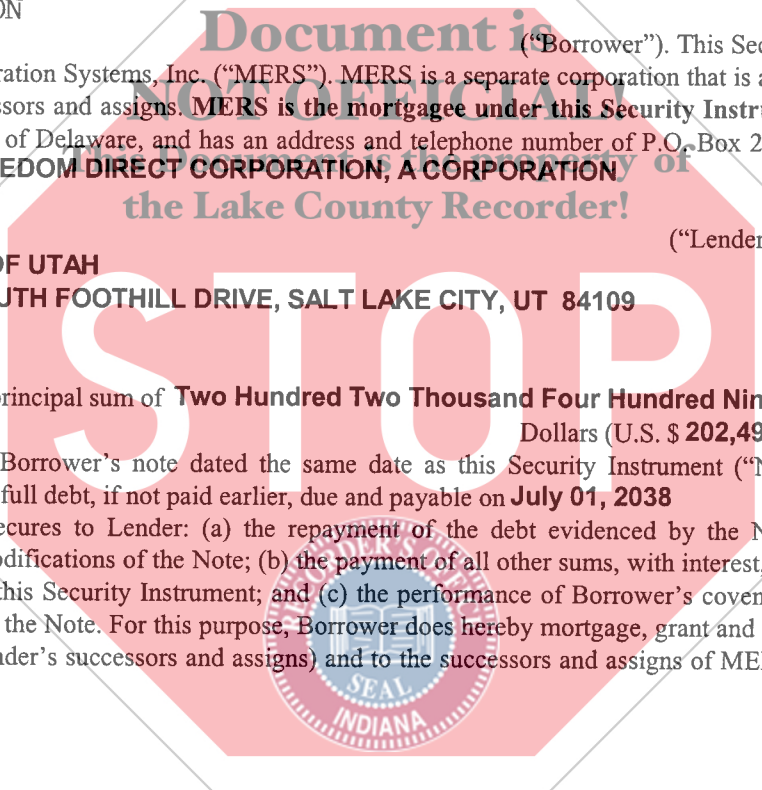 ON
Document is
("Borrower"). This Sec
ration Systems, Inc. ("MERS"). MERS is a separate corporation that is a
NOT OFFICIAL!
ssors and assigns. MERS is the mortgagee under this Security Instru
of Delaware, and has an address and telephone number of P.O. Box 2
This Document is the property of
EDOM DIRECT CORPORATION, A CORPORATION
the Lake County Recorder!
("Lender
OF UTAH
UTH FOOTHILL DRIVE, SALT LAKE CITY, UT 84109
STOP
principal sum of Two Hundred Two Thousand Four Hundred Nin
Dollars (U.S. $ 202,49
Borrower's note dated the same date as this Security Instrument ("N
full debt, if not paid earlier, due and payable on July 01, 2038
ecures to Lender: (a) the repayment of the debt evidenced by the N
odifications of the Note; (b) the payment of all other sums, with interest,
this Security Instrument; and (c) the performance of Borrower's coven
the Note. For this purpose, Borrower does hereby mortgage, grant and
nder's successors and assigns) and to the successors and assigns of MER
RECORDER'S OFFICE
SEAL
INDIANA